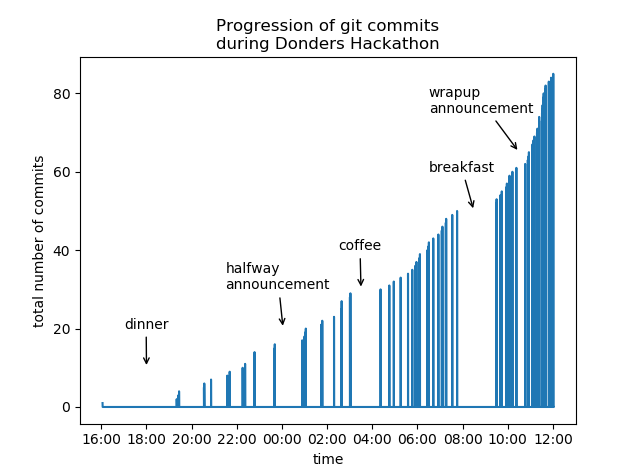 Progression of git commits
during Donders Hackathon
total number of commits
80
60
40
20
0
wrapup
announcement
breakfast
coffee
halfway
announcement
dinner
16:00 18:00 20:00 22:00 00:00 02:00 04:00 06:00 08:00 10:00 12:00
time